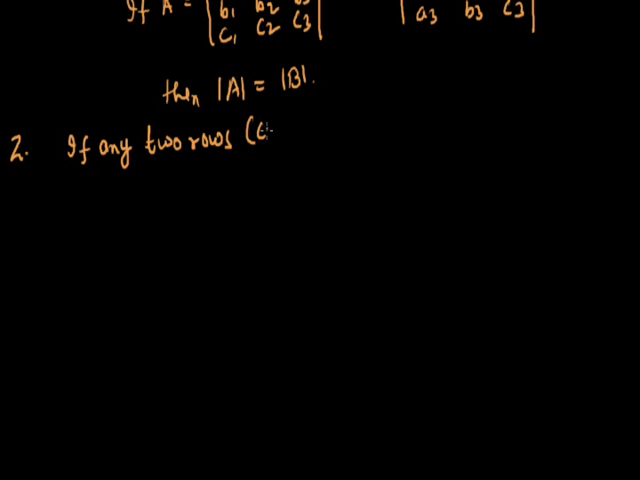 If A = | b1 b2 b3
c1 c2 c3 | | a3 b3 c3 |
then |A| = |B|.
2. If any two rows (c